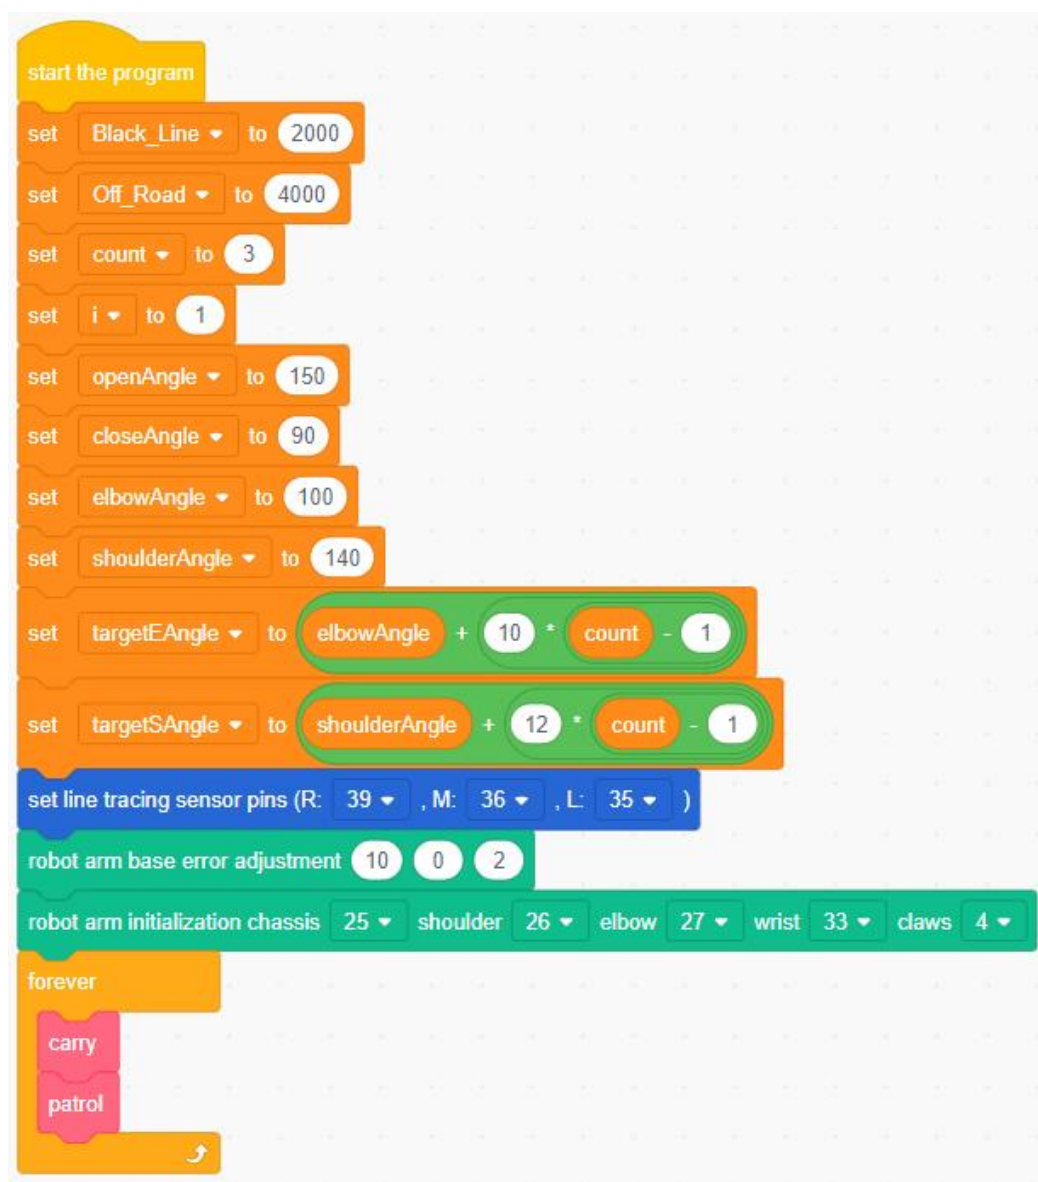 start the program
set Black_Line to 2000
set Off_Road to 4000
set count to 3
set i to 1
set openAngle to 150
set closeAngle to 90
set elbowAngle to 100
set shoulderAngle to 140
set targetEAngle to elbowAngle + 10 * count - 1
set targetSAngle to shoulderAngle + 12 * count - 1
set line tracing sensor pins (R: 39 , M: 36 , L: 35 )
robot arm base error adjustment 10 0 2
robot arm initialization chassis 25 shoulder 26 elbow 27 wrist 33 claws 4
forever
carry
patrol